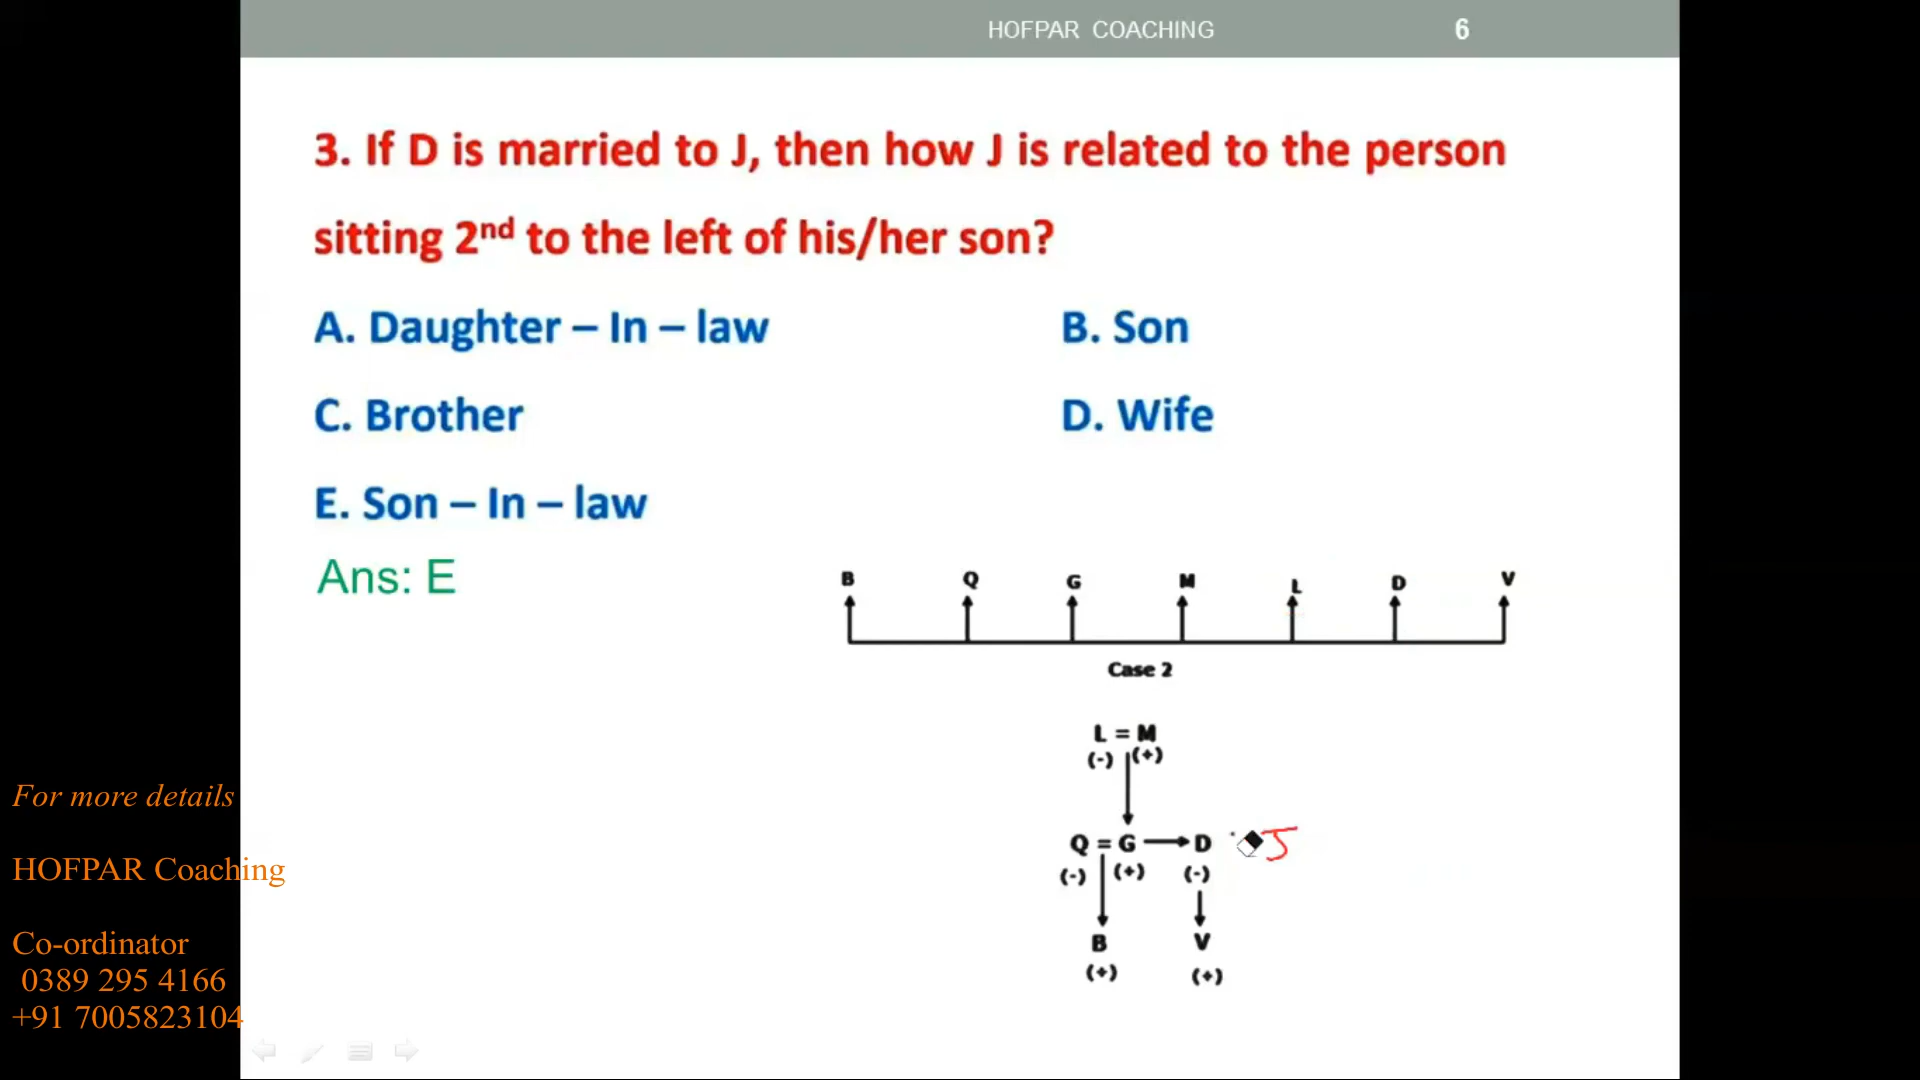 HOFPAR COACHING 6
3. If D is married to J, then how J is related to the person
sitting 2nd to the left of his/her son?
A. Daughter – In – law B. Son
C. Brother D. Wife
E. Son – In – law
Ans: E
B Q G M L D V
Case 2
L = M
(-) (+)
Q = G D J
(-) (+) (-)
B V
(+) (+)
For more details
HOFPAR Coaching
Co-ordinator
0389 295 4166
+91 7005823104